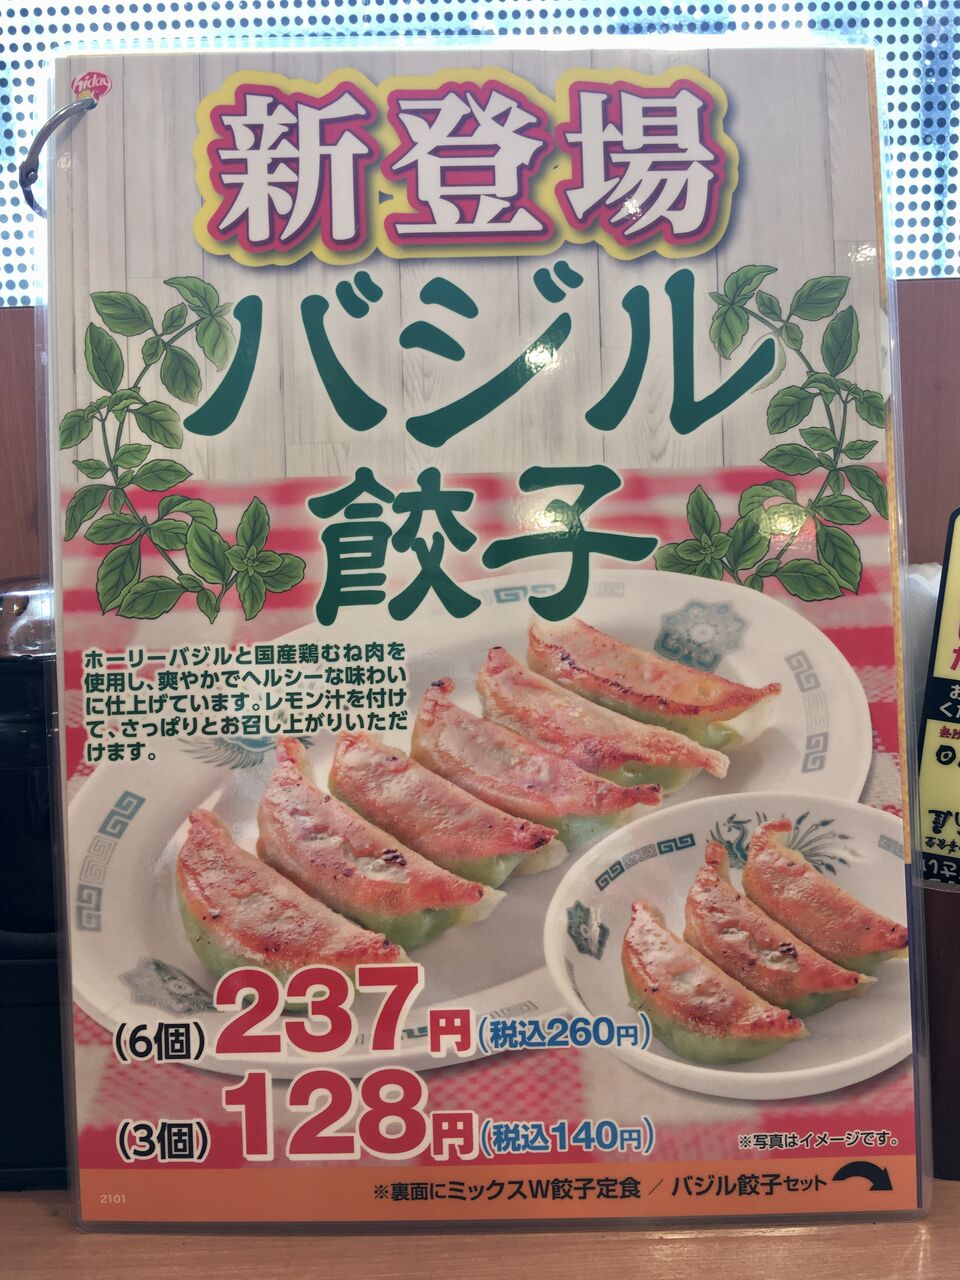 hiday
新登場
バジル
餃子
ホーリーバジルと国産鶏むね肉を
使用し、爽やかでヘルシーな味わい
に仕上げています。レモン汁を付け
て、さっぱりとお召し上がりいただ
けます。
(6個) 237円(税込260円)
(3個) 128円(税込140円)
※写真はイメージです。
※裏面にミックスW餃子定食 / バジル餃子セット
2101